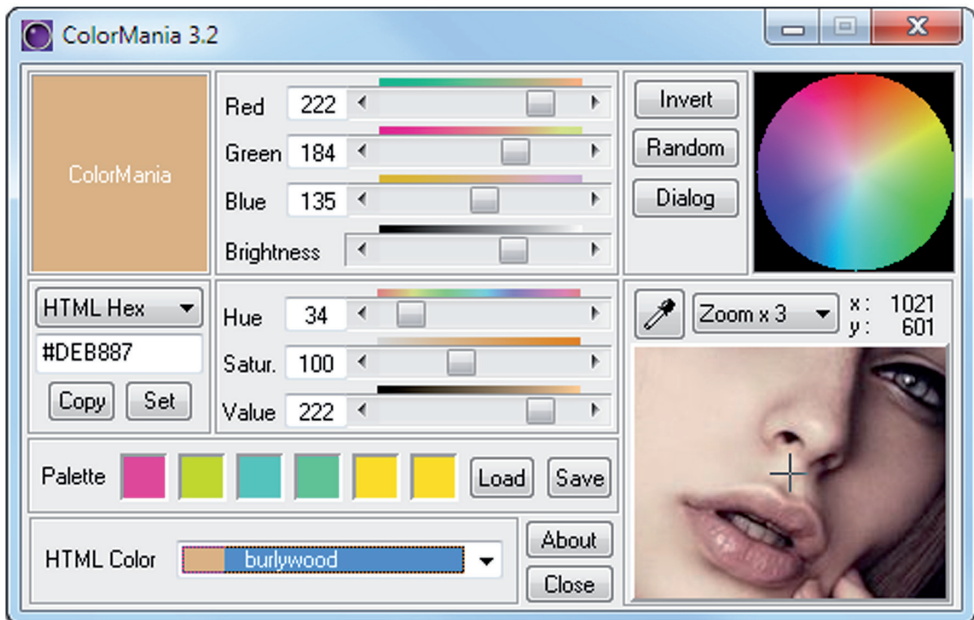 ColorMania 3.2
ColorMania
Red 222
Green 184
Blue 135
Brightness
Invert
Random
Dialog
HTML Hex
#DEB887
Copy Set
Hue 34
Satur. 100
Value 222
Zoom x 3
x: 1021
y: 601
Palette Load Save
HTML Color burlywood
About
Close